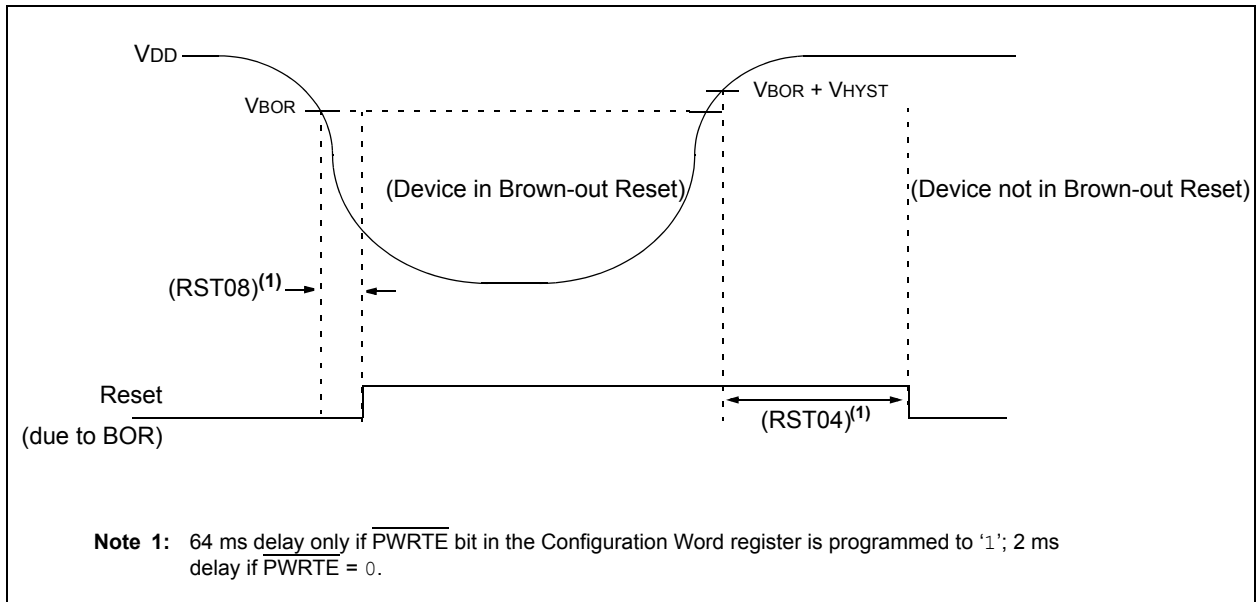 VDD
VBOR
VBOR + VHYST
(Device in Brown-out Reset)
(Device not in Brown-out Reset)
(RST08)(1)
Reset
(due to BOR)
(RST04)(1)
Note 1: 64 ms delay only if PWRTE bit in the Configuration Word register is programmed to ‘1’; 2 ms
delay if PWRTE = 0.